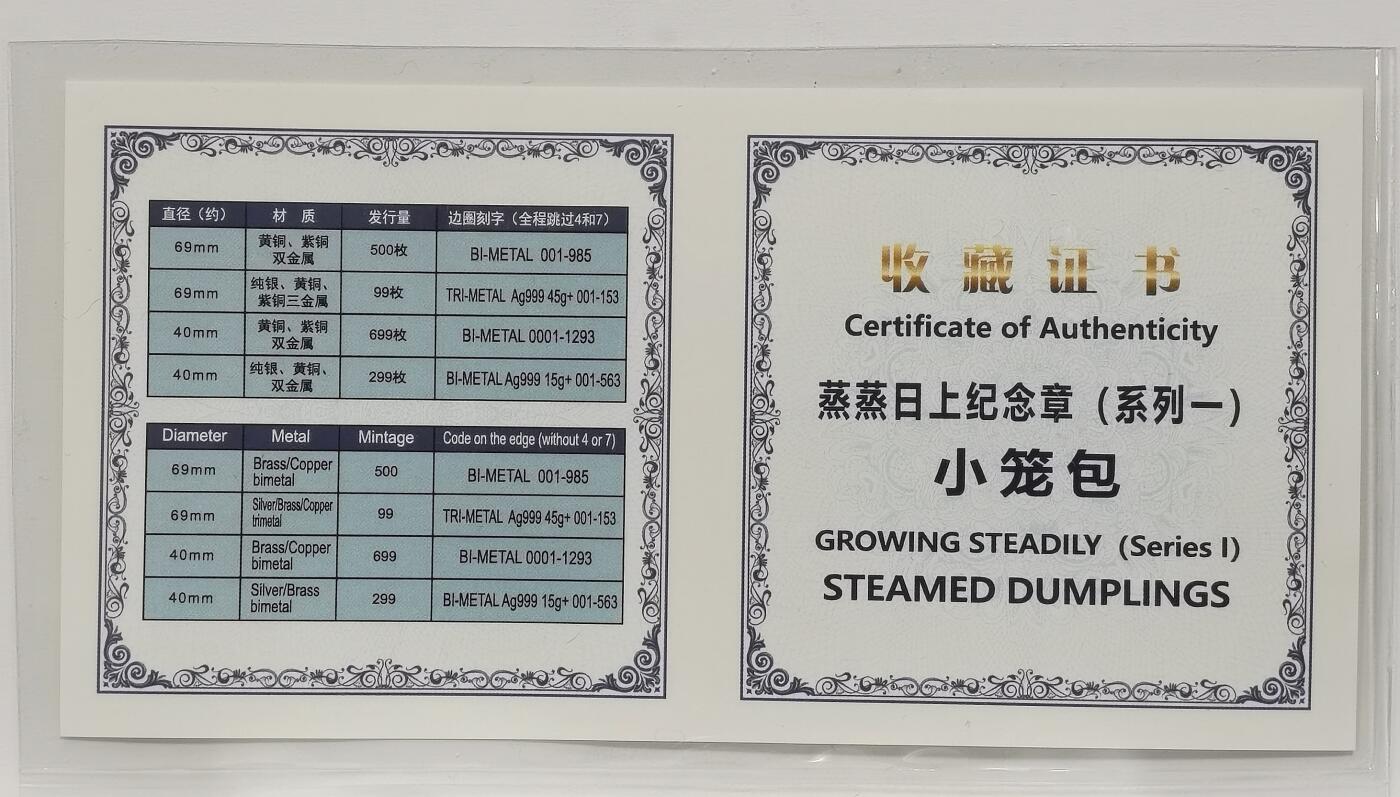 直径（约） 材 质 发行量 边圈刻字（全程跳过4和7）
69mm 黄铜、紫铜 500枚 BI-METAL 001-985
双金属
69mm 纯银、黄铜、 99枚 TRI-METAL Ag999 45g+ 001-153
紫铜三金属
40mm 黄铜、紫铜 699枚 BI-METAL 0001-1293
双金属
40mm 纯银、黄铜、 299枚 BI-METAL Ag999 15g+ 001-563
双金属
Diameter Metal Mintage Code on the edge (without 4 or 7)
69mm Brass/Copper 500 BI-METAL 001-985
bimetal
69mm Silver/Brass/Copper 99 TRI-METAL Ag999 45g+ 001-153
trimetal
40mm Brass/Copper 699 BI-METAL 0001-1293
bimetal
40mm Silver/Brass 299 BI-METAL Ag999 15g+ 001-563
bimetal
收藏证书
Certificate of Authenticity
蒸蒸日上纪念章（系列一）
小笼包
GROWING STEADILY (Series I)
STEAMED DUMPLINGS